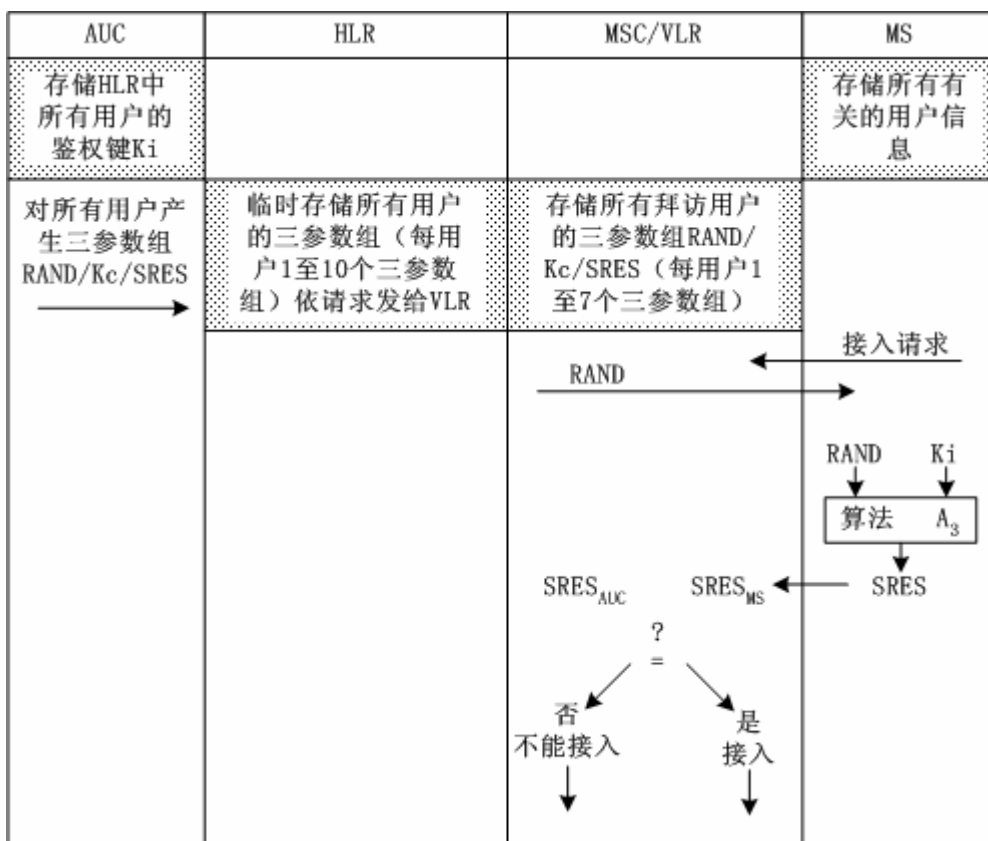 AUC
HLR
MSC/VLR
MS
存储HLR中
所有用户的
鉴权键Ki
存储所有有
关的用户信
息
对所有用户产
生三参数组
RAND/Kc/SRES
临时存储所有用户
的三参数组（每用
户1至10个三参数
组）依请求发给VLR
存储所有拜访用户
的三参数组RAND/
Kc/SRES（每用户1
至7个三参数组）
接入请求
RAND
RAND
Ki
算法 A3
SRES
SRESAUC
SRESMS
?
=
否
不能接入
是
接入